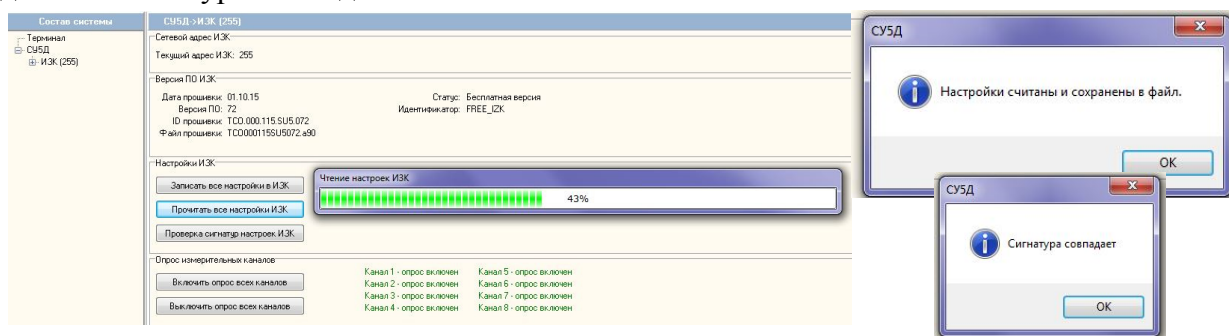 Состав системы
Терминал
СУ5Д
ИЗК (255)
СУ5Д->ИЗК (255)
Сетевой адрес ИЗК
Текущий адрес ИЗК: 255
Версия ПО ИЗК
Дата прошивки: 01.10.15 Статус: Бесплатная версия
Версия ПО: 72 Идентификатор: FREE_IZK
ID прошивки: TCO.000.115.SU5.072
Файл прошивки: TCO000115SU5072.a90
Настройки ИЗК
Записать все настройки в ИЗК
Прочитать все настройки ИЗК
Проверка сигнатур настроек ИЗК
Чтение настроек ИЗК
43%
Опрос измерительных каналов
Включить опрос всех каналов
Выключить опрос всех каналов
Канал 1 - опрос включен Канал 5 - опрос включен
Канал 2 - опрос включен Канал 6 - опрос включен
Канал 3 - опрос включен Канал 7 - опрос включен
Канал 4 - опрос включен Канал 8 - опрос включен
СУ5Д
Настройки считаны и сохранены в файл.
OK
СУ5Д
Сигнатура совпадает
OK